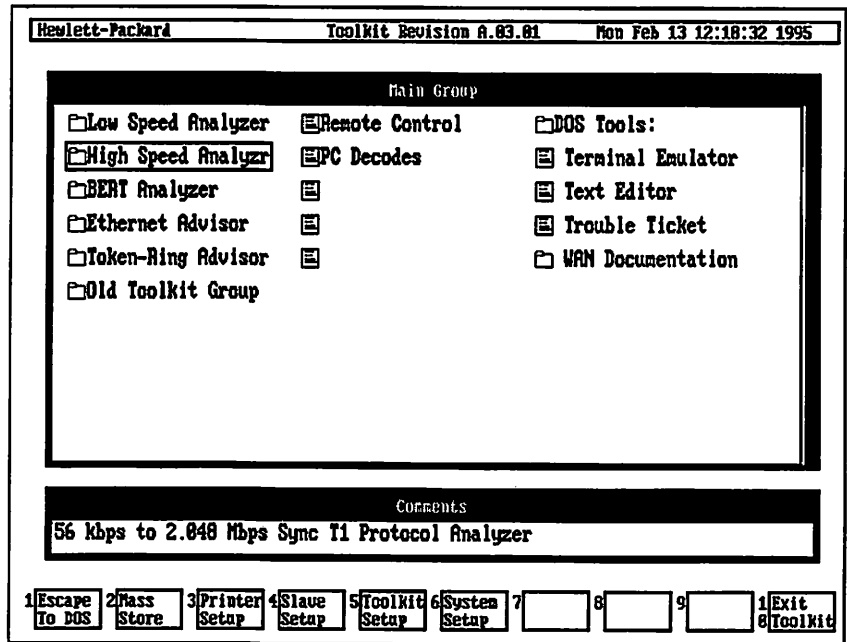 Hewlett-Packard Toolkit Revision A.03.01 Mon Feb 13 12:18:32 1995
Main Group
Low Speed Analyzer Remote Control DOS Tools:
High Speed Analyzr PC Decodes Terminal Emulator
BERT Analyzer Text Editor
Ethernet Advisor Trouble Ticket
Token-Ring Advisor WAN Documentation
Old Toolkit Group
Comments
56 kbps to 2.048 Mbps Sync T1 Protocol Analyzer
1 Escape 2 Mass 3 Printer 4 Slave 5 Toolkit 6 System 7 8 9 1 Exit
To DOS Store Setup Setup Setup Setup 0 Toolkit